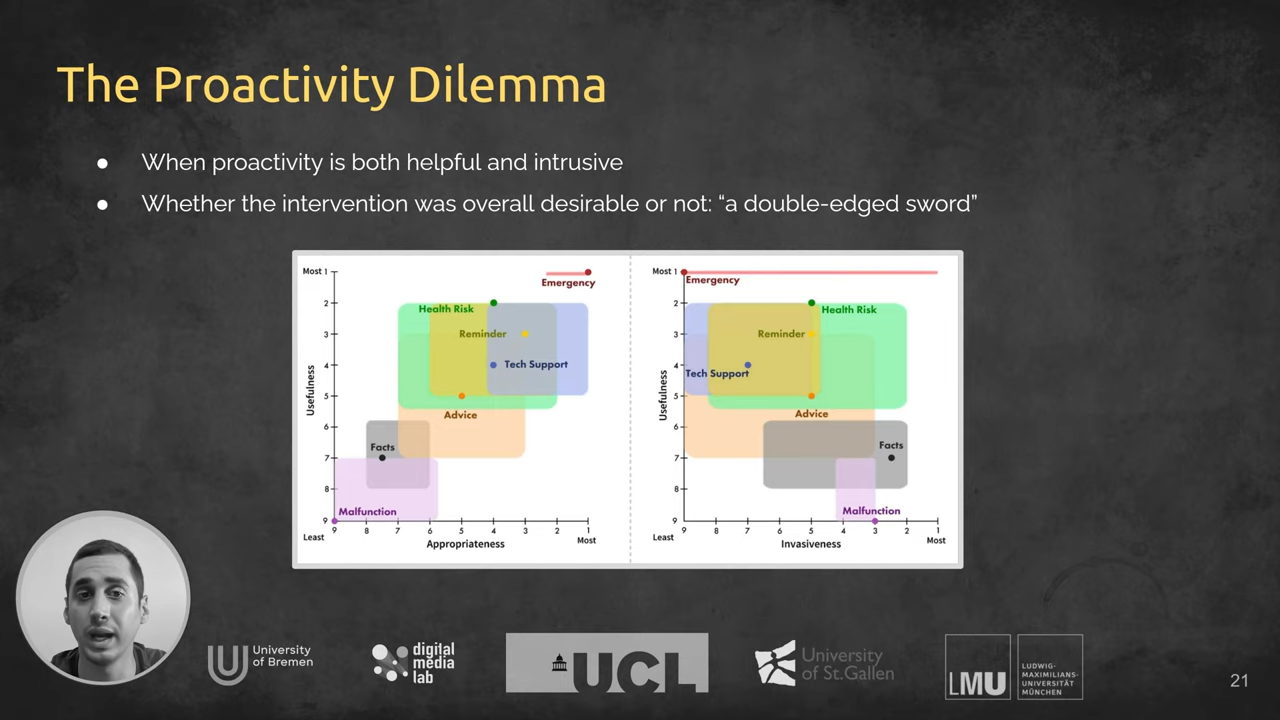 The Proactivity Dilemma
● When proactivity is both helpful and intrusive
● Whether the intervention was overall desirable or not: “a double-edged sword”
Most 1
2
3
4
5
6
7
8
9
Least
Usefulness
Emergency
Health Risk
Reminder
Tech Support
Advice
Facts
Malfunction
9 8 7 6 5 4 3 2 1
Appropriateness
Most
Most 1
2
3
4
5
6
7
8
9
Least
Usefulness
Emergency
Health Risk
Reminder
Tech Support
Advice
Facts
Malfunction
9 8 7 6 5 4 3 2 1
Invasiveness
Most
University
of Bremen
digital
media
lab
UCL
University
of St.Gallen
LMU
LUDWIG-
MAXIMILIANS-
UNIVERSITÄT
MÜNCHEN
21